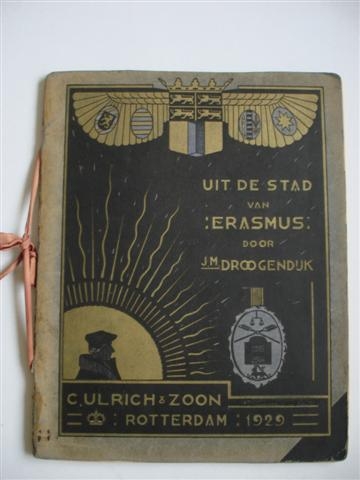 UIT DE STAD
VAN
:ERASMUS:
DOOR
J.M. DROOGENDIJK
C. ULRICH & ZOON
: ROTTERDAM : 1929